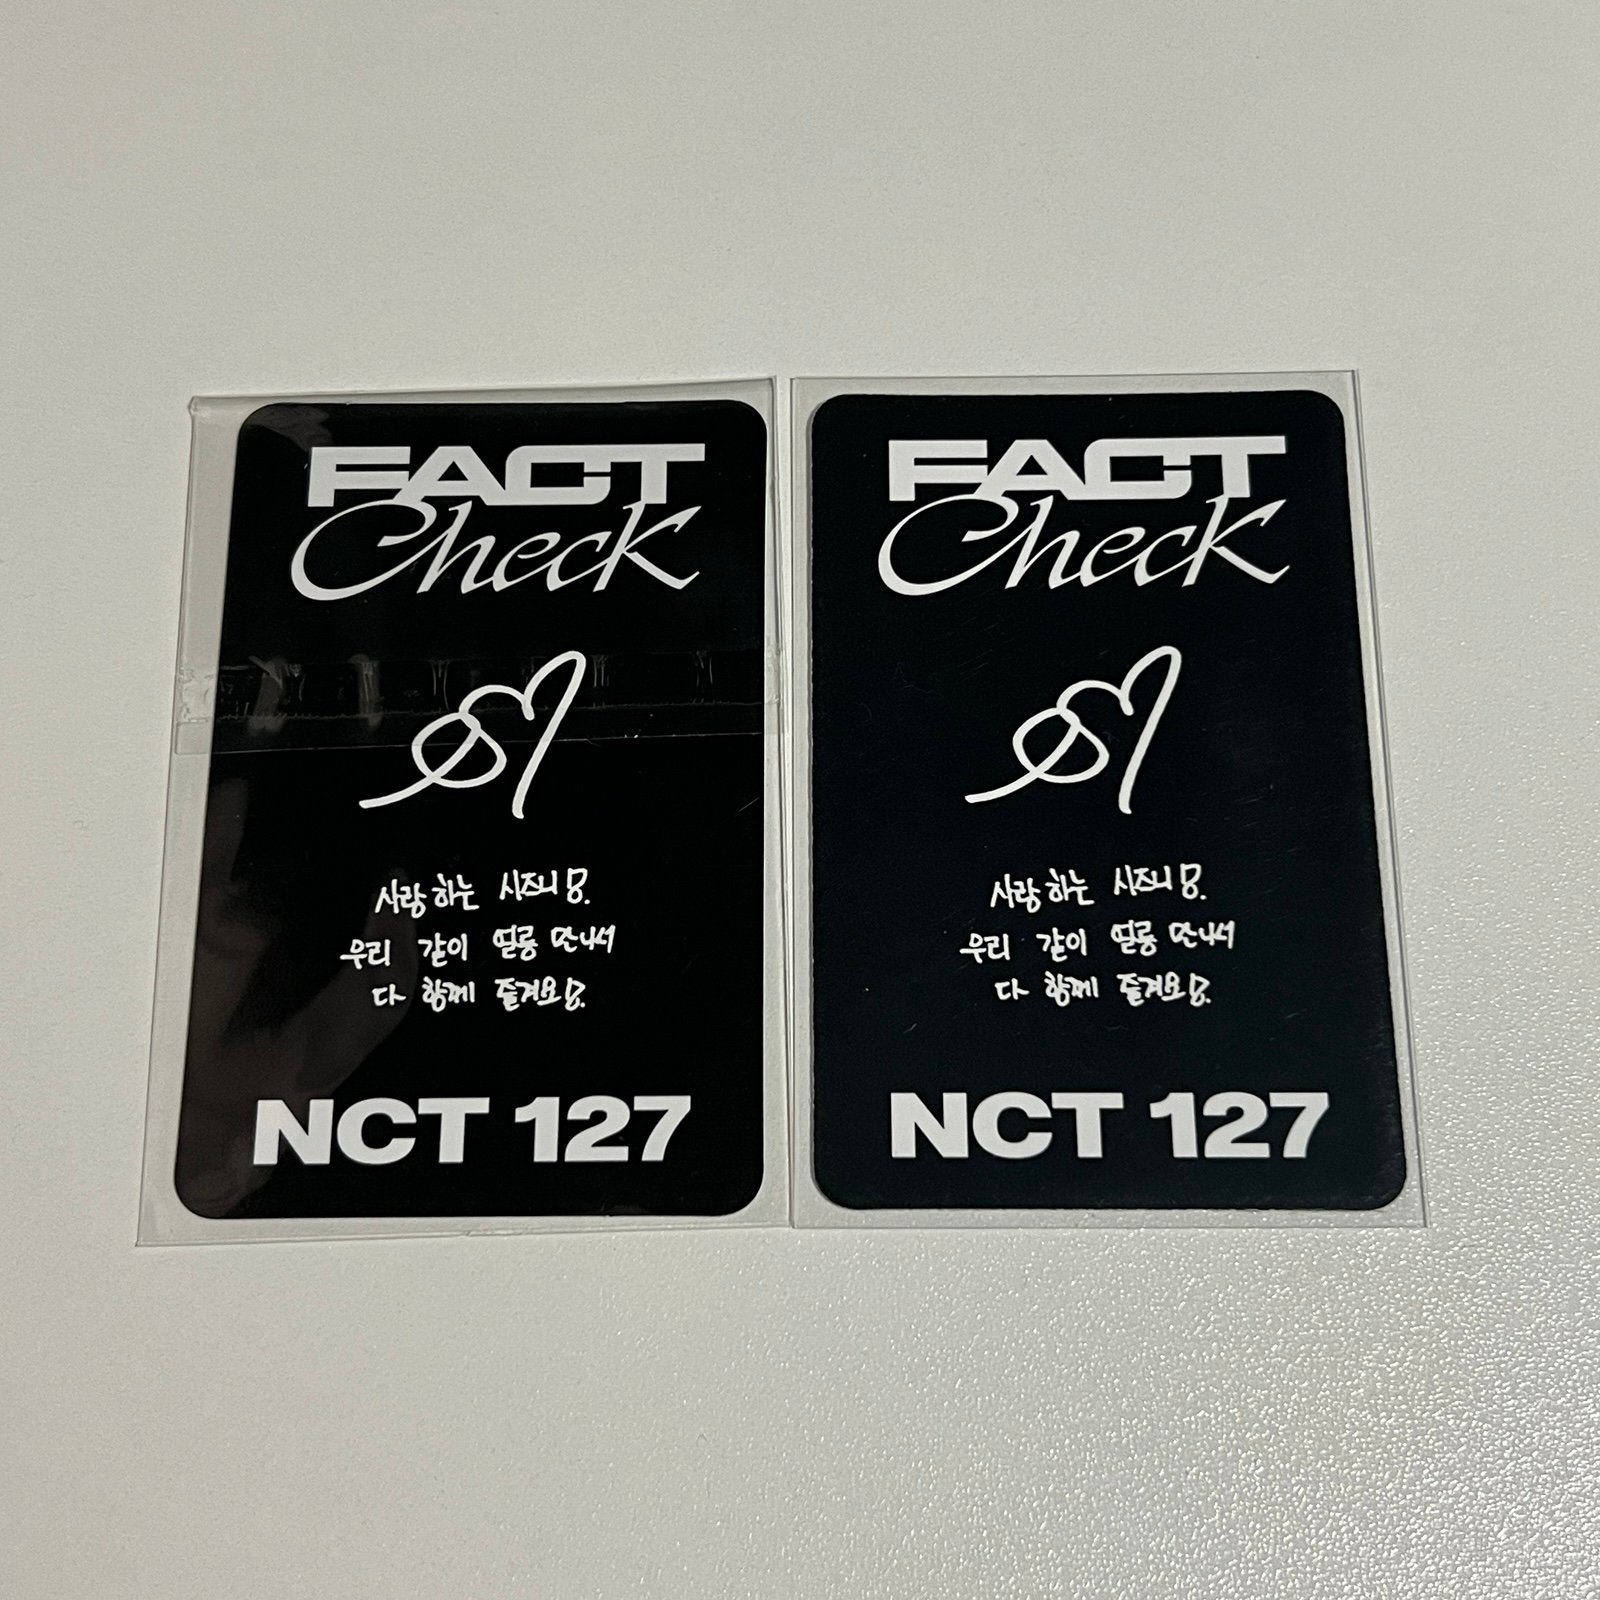 FACT
Check
사랑하는 시즈니
우리 같이 얼릉 만나서
다 함께 즐겨요
NCT 127
FACT
Check
사랑하는 시즈니
우리 같이 얼릉 만나서
다 함께 즐겨요
NCT 127